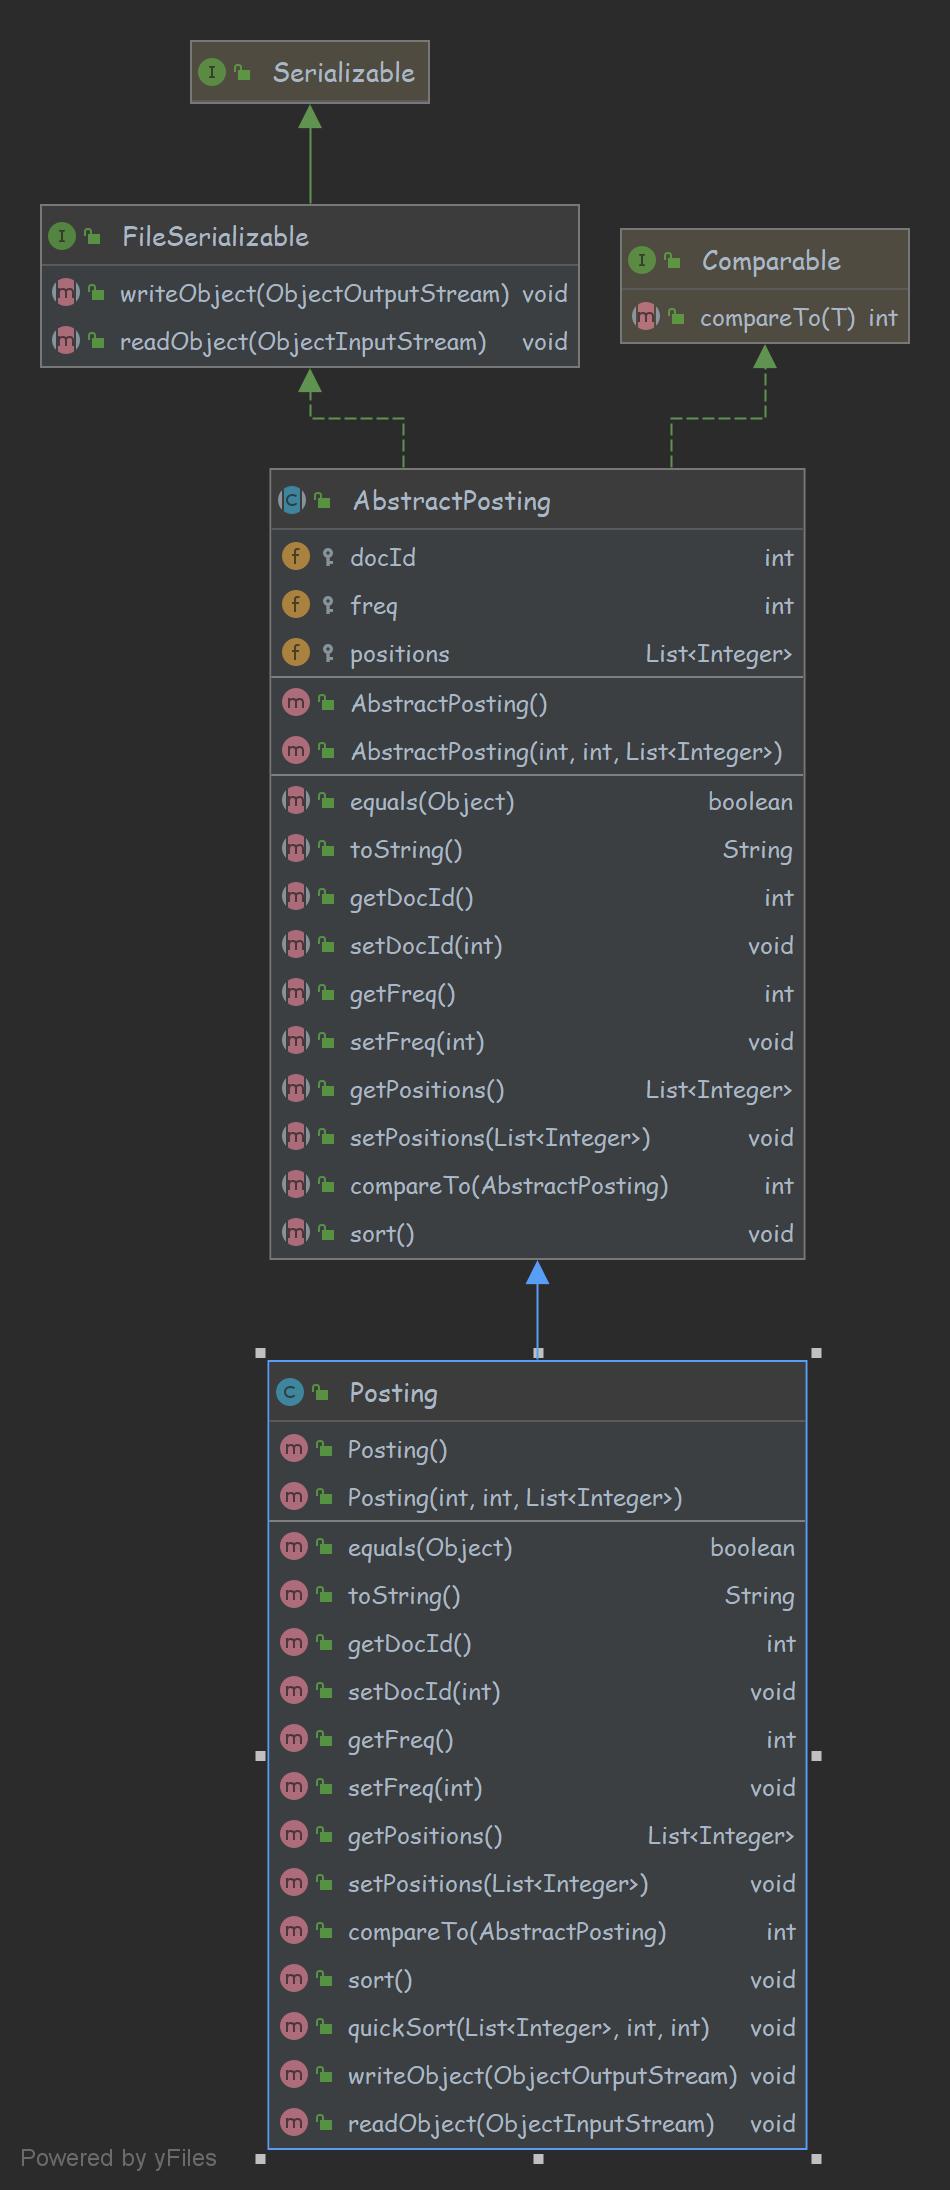 Serializable
FileSerializable
writeObject(ObjectOutputStream) void
readObject(ObjectInputStream) void
Comparable
compareTo(T) int
AbstractPosting
docId int
freq int
positions List<Integer>
AbstractPosting()
AbstractPosting(int, int, List<Integer>)
equals(Object) boolean
toString() String
getDocId() int
setDocId(int) void
getFreq() int
setFreq(int) void
getPositions() List<Integer>
setPositions(List<Integer>) void
compareTo(AbstractPosting) int
sort() void
Posting
Posting()
Posting(int, int, List<Integer>)
equals(Object) boolean
toString() String
getDocId() int
setDocId(int) void
getFreq() int
setFreq(int) void
getPositions() List<Integer>
setPositions(List<Integer>) void
compareTo(AbstractPosting) int
sort() void
quickSort(List<Integer>, int, int) void
writeObject(ObjectOutputStream) void
readObject(ObjectInputStream) void
Powered by yFiles